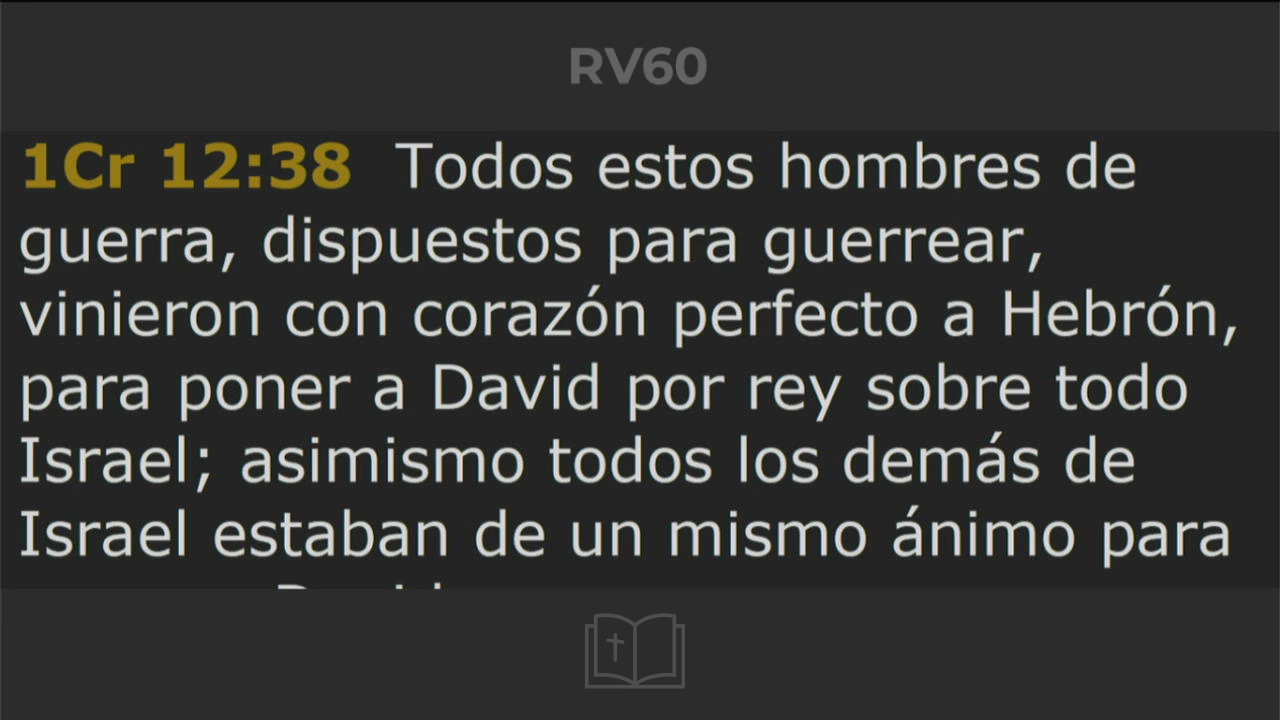 RV60
1Cr 12:38 Todos estos hombres de
guerra, dispuestos para guerrear,
vinieron con corazón perfecto a Hebrón,
para poner a David por rey sobre todo
Israel; asimismo todos los demás de
Israel estaban de un mismo ánimo para